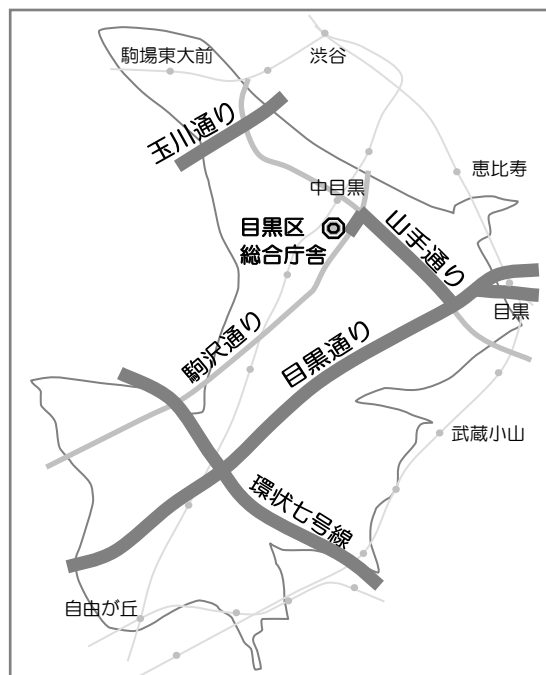 駒場東大前
渋谷
玉川通り
恵比寿
中目黒
目黒区
総合庁舎
山手通り
目黒
駒沢通り
目黒通り
武蔵小山
環状七号線
自由が丘